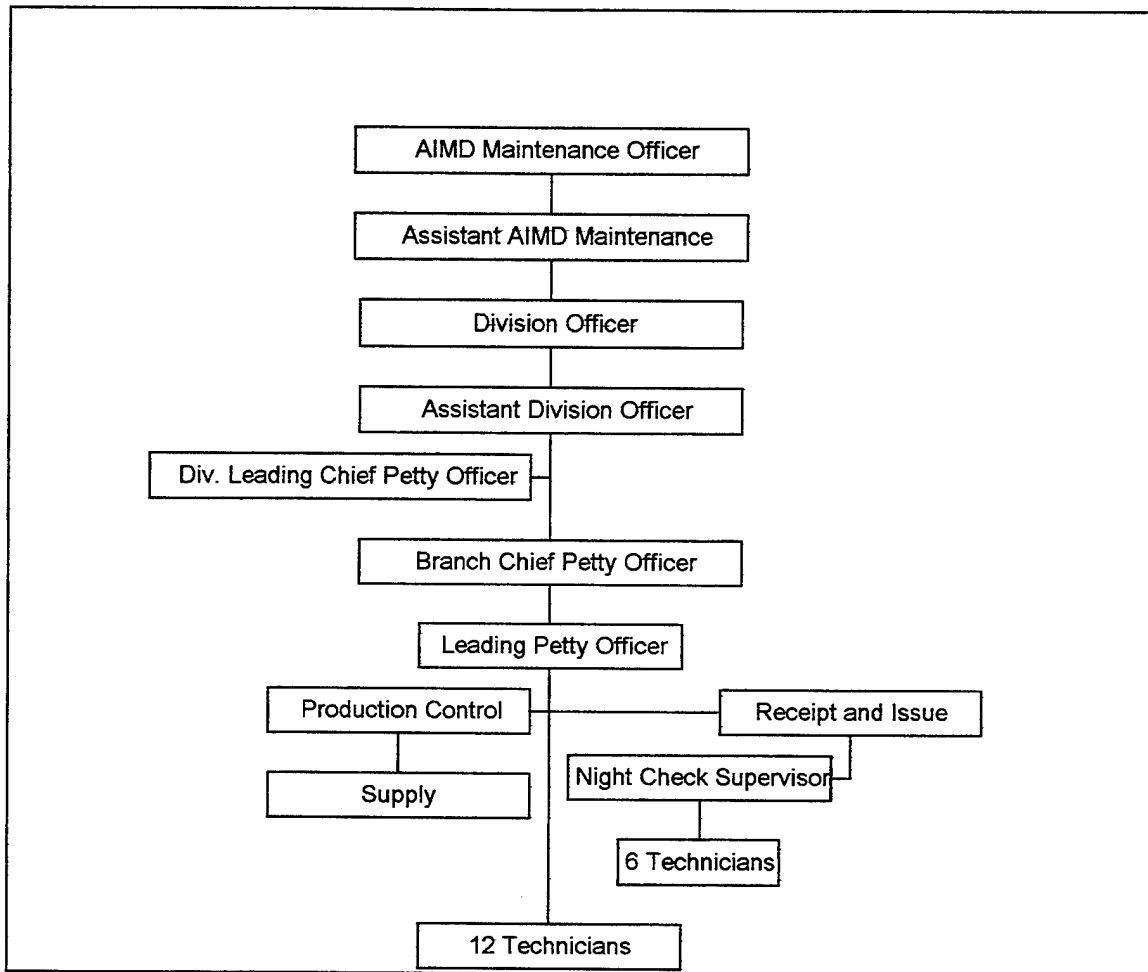 AIMD Maintenance Officer
Assistant AIMD Maintenance
Division Officer
Assistant Division Officer
Div. Leading Chief Petty Officer
Branch Chief Petty Officer
Leading Petty Officer
Production Control
Receipt and Issue
Night Check Supervisor
Supply
6 Technicians
12 Technicians